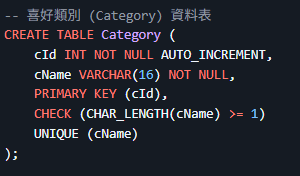 -- 喜好類別 (Category) 資料表
CREATE TABLE Category (
    cId INT NOT NULL AUTO_INCREMENT,
    cName VARCHAR(16) NOT NULL,
    PRIMARY KEY (cId),
    CHECK (CHAR_LENGTH(cName) >= 1)
    UNIQUE (cName)
);